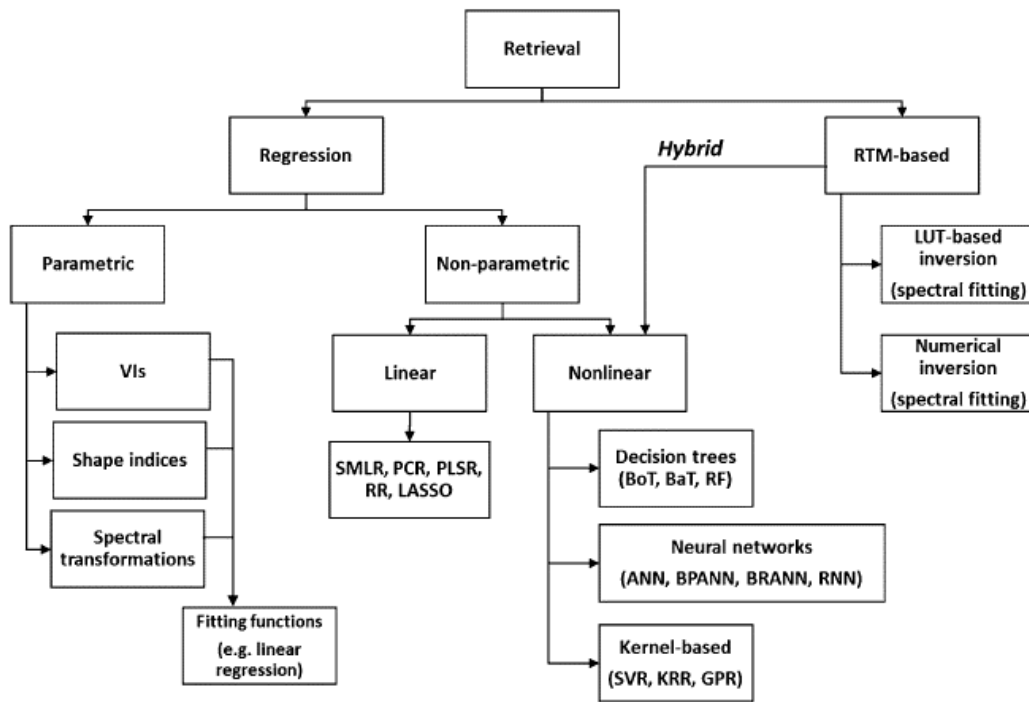 Retrieval
Regression
Hybrid
RTM-based
Parametric
Non-parametric
LUT-based
inversion
(spectral fitting)
VIs
Linear
Nonlinear
Numerical
inversion
(spectral fitting)
Shape indices
SMLR, PCR, PLSR,
RR, LASSO
Decision trees
(BoT, BaT, RF)
Spectral
transformations
Neural networks
(ANN, BPANN, BRANN, RNN)
Fitting functions
(e.g. linear
regression)
Kernel-based
(SVR, KRR, GPR)